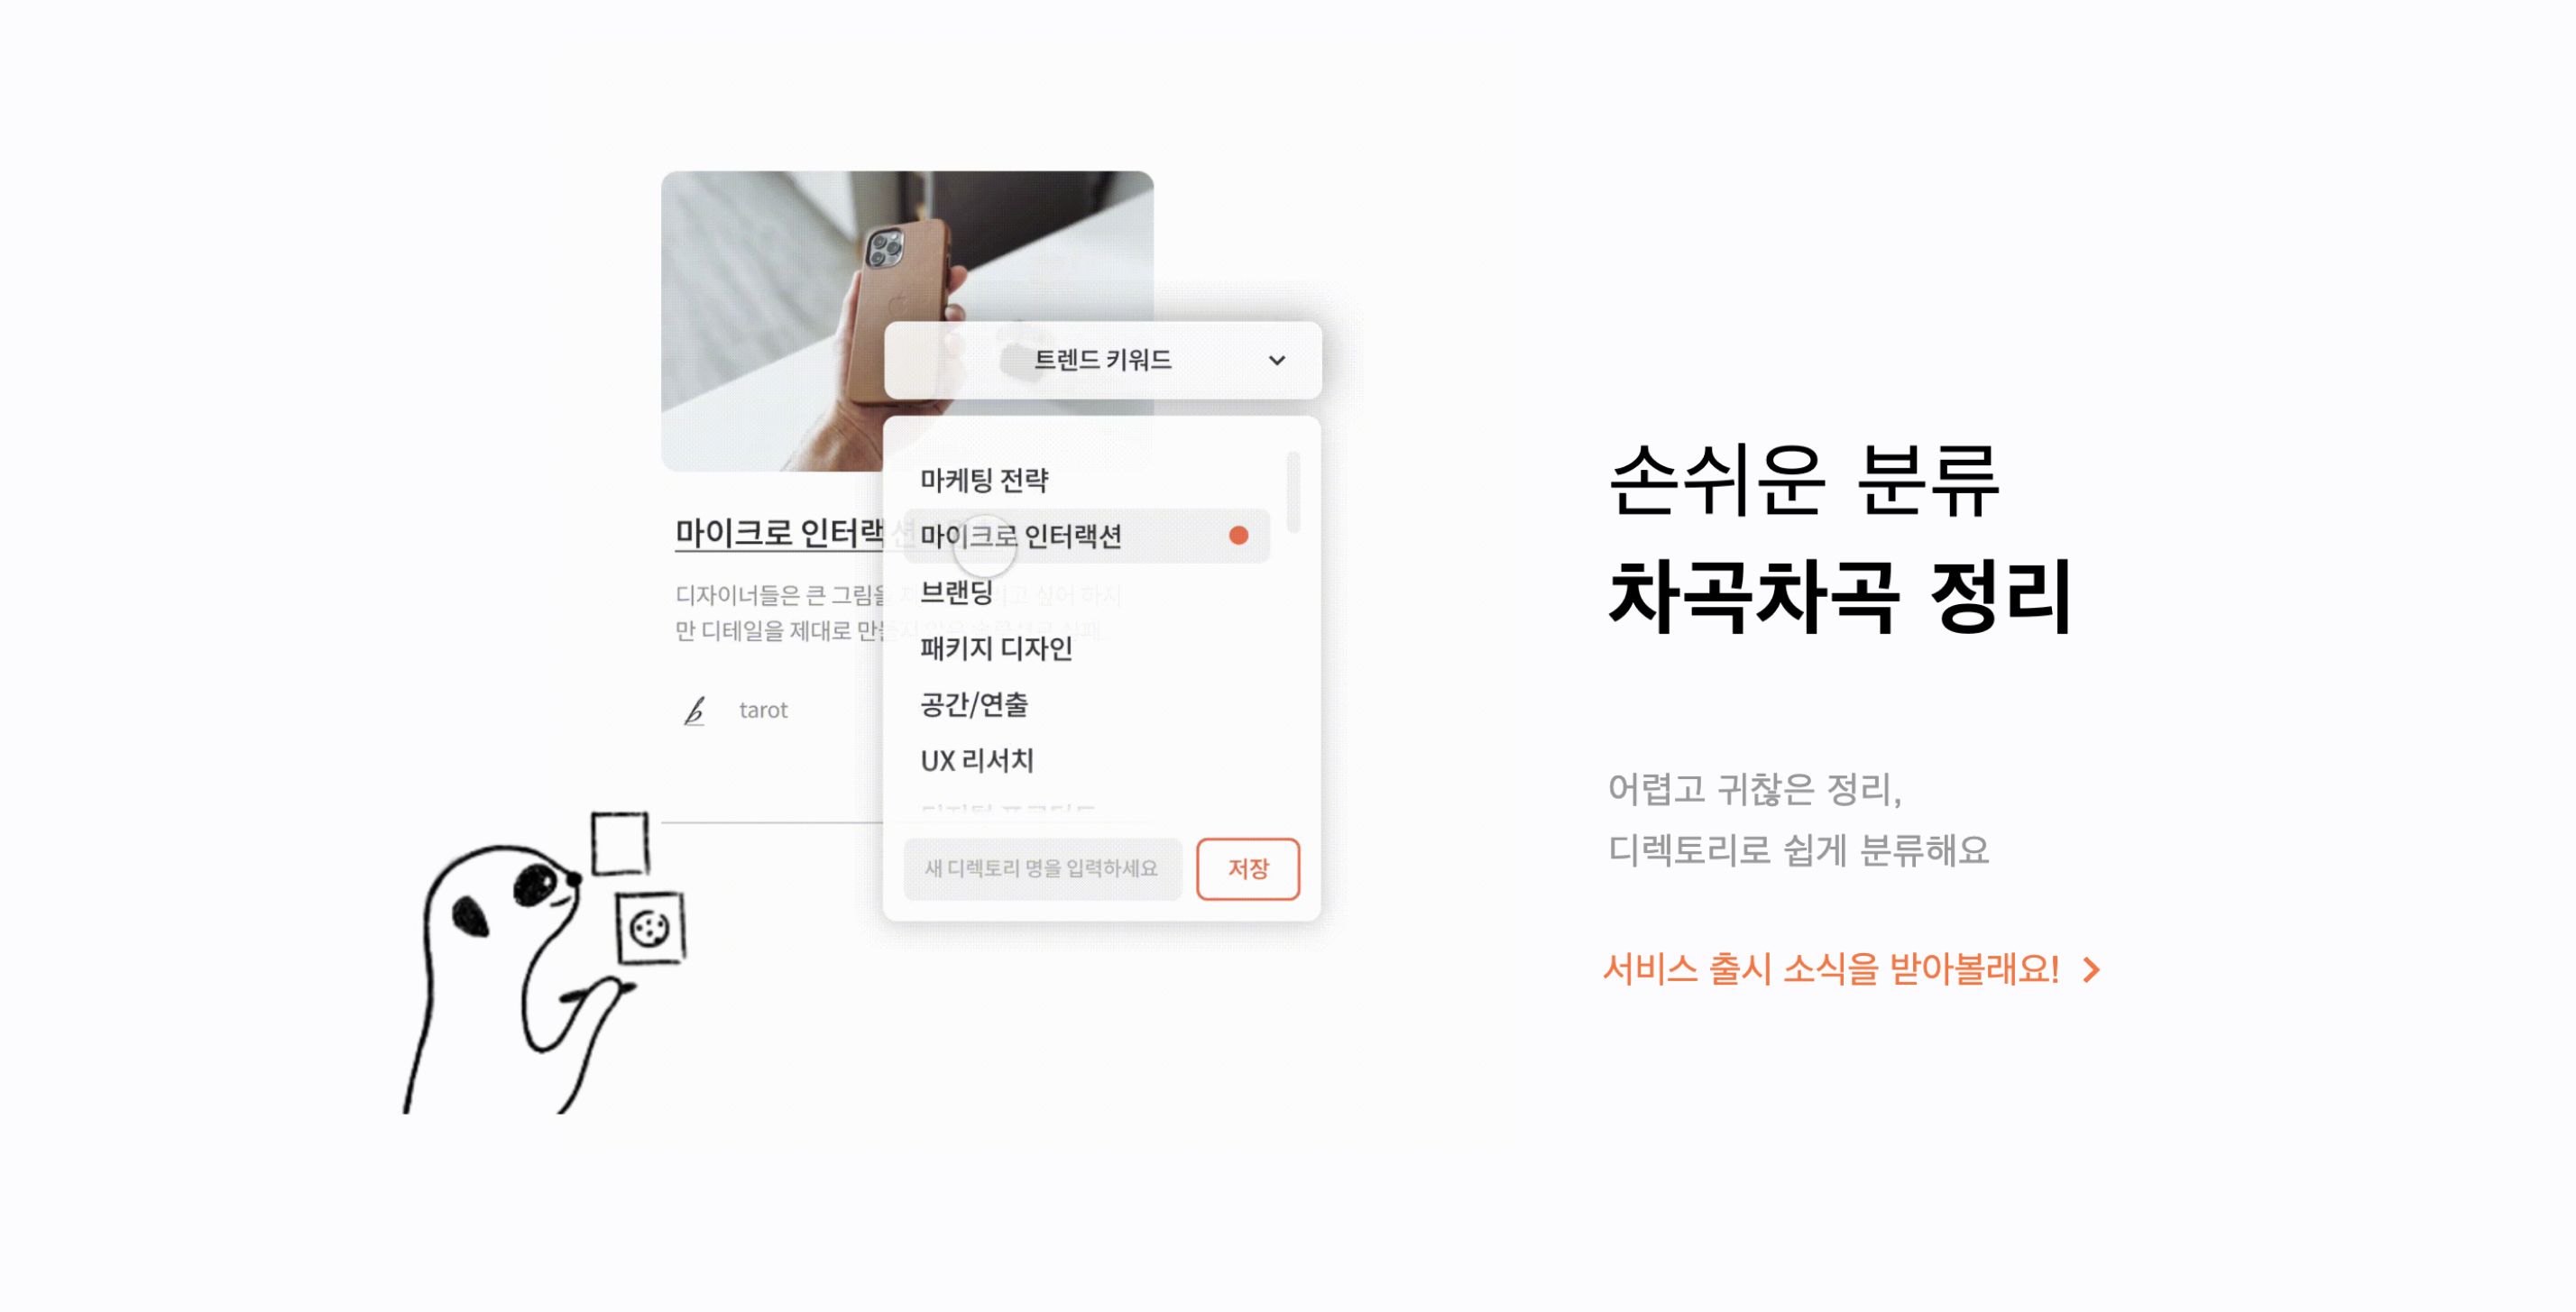 트렌드 키워드
마케팅 전략
마이크로 인터랙션
브랜딩
패키지 디자인
공간/연출
UX 리서치
새 디렉토리 명을 입력하세요
저장
마이크로 인터랙션
디자이너들은 큰 그림을
만 디테일을 제대로
tarot
손쉬운 분류
차곡차곡 정리
어렵고 귀찮은 정리,
디렉토리로 쉽게 분류해요
서비스 출시 소식을 받아볼래요!